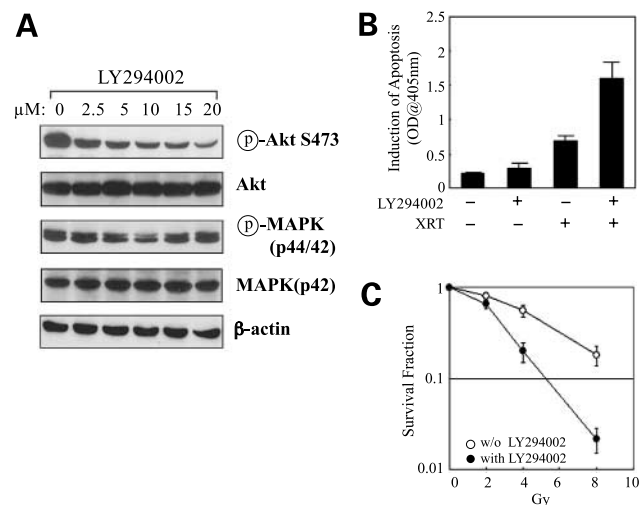 A
LY294002
μM: 0 2.5 5 10 15 20
p-Akt S473
Akt
p-MAPK
(p44/42)
MAPK(p42)
β-actin
B
Induction of Apoptosis
(OD@405nm)
2.5
2
1.5
1
0.5
0
LY294002 – + – +
XRT – – + +
C
Survival Fraction
1
0.1
0.01
w/o LY294002
with LY294002
0 2 4 6 8 10
Gy